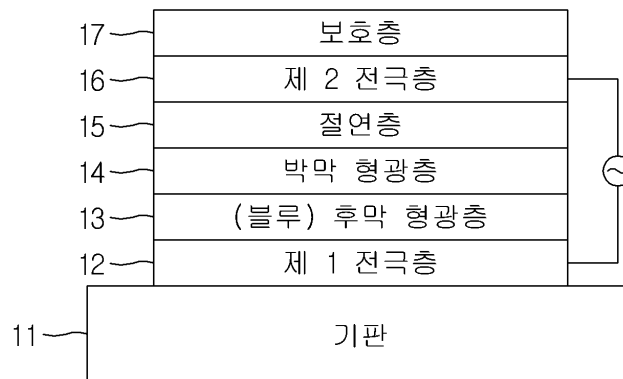 17 보호층
16 제 2 전극층
15 절연층
14 박막 형광층
13 (블루) 후막 형광층
12 제 1 전극층
11 기판